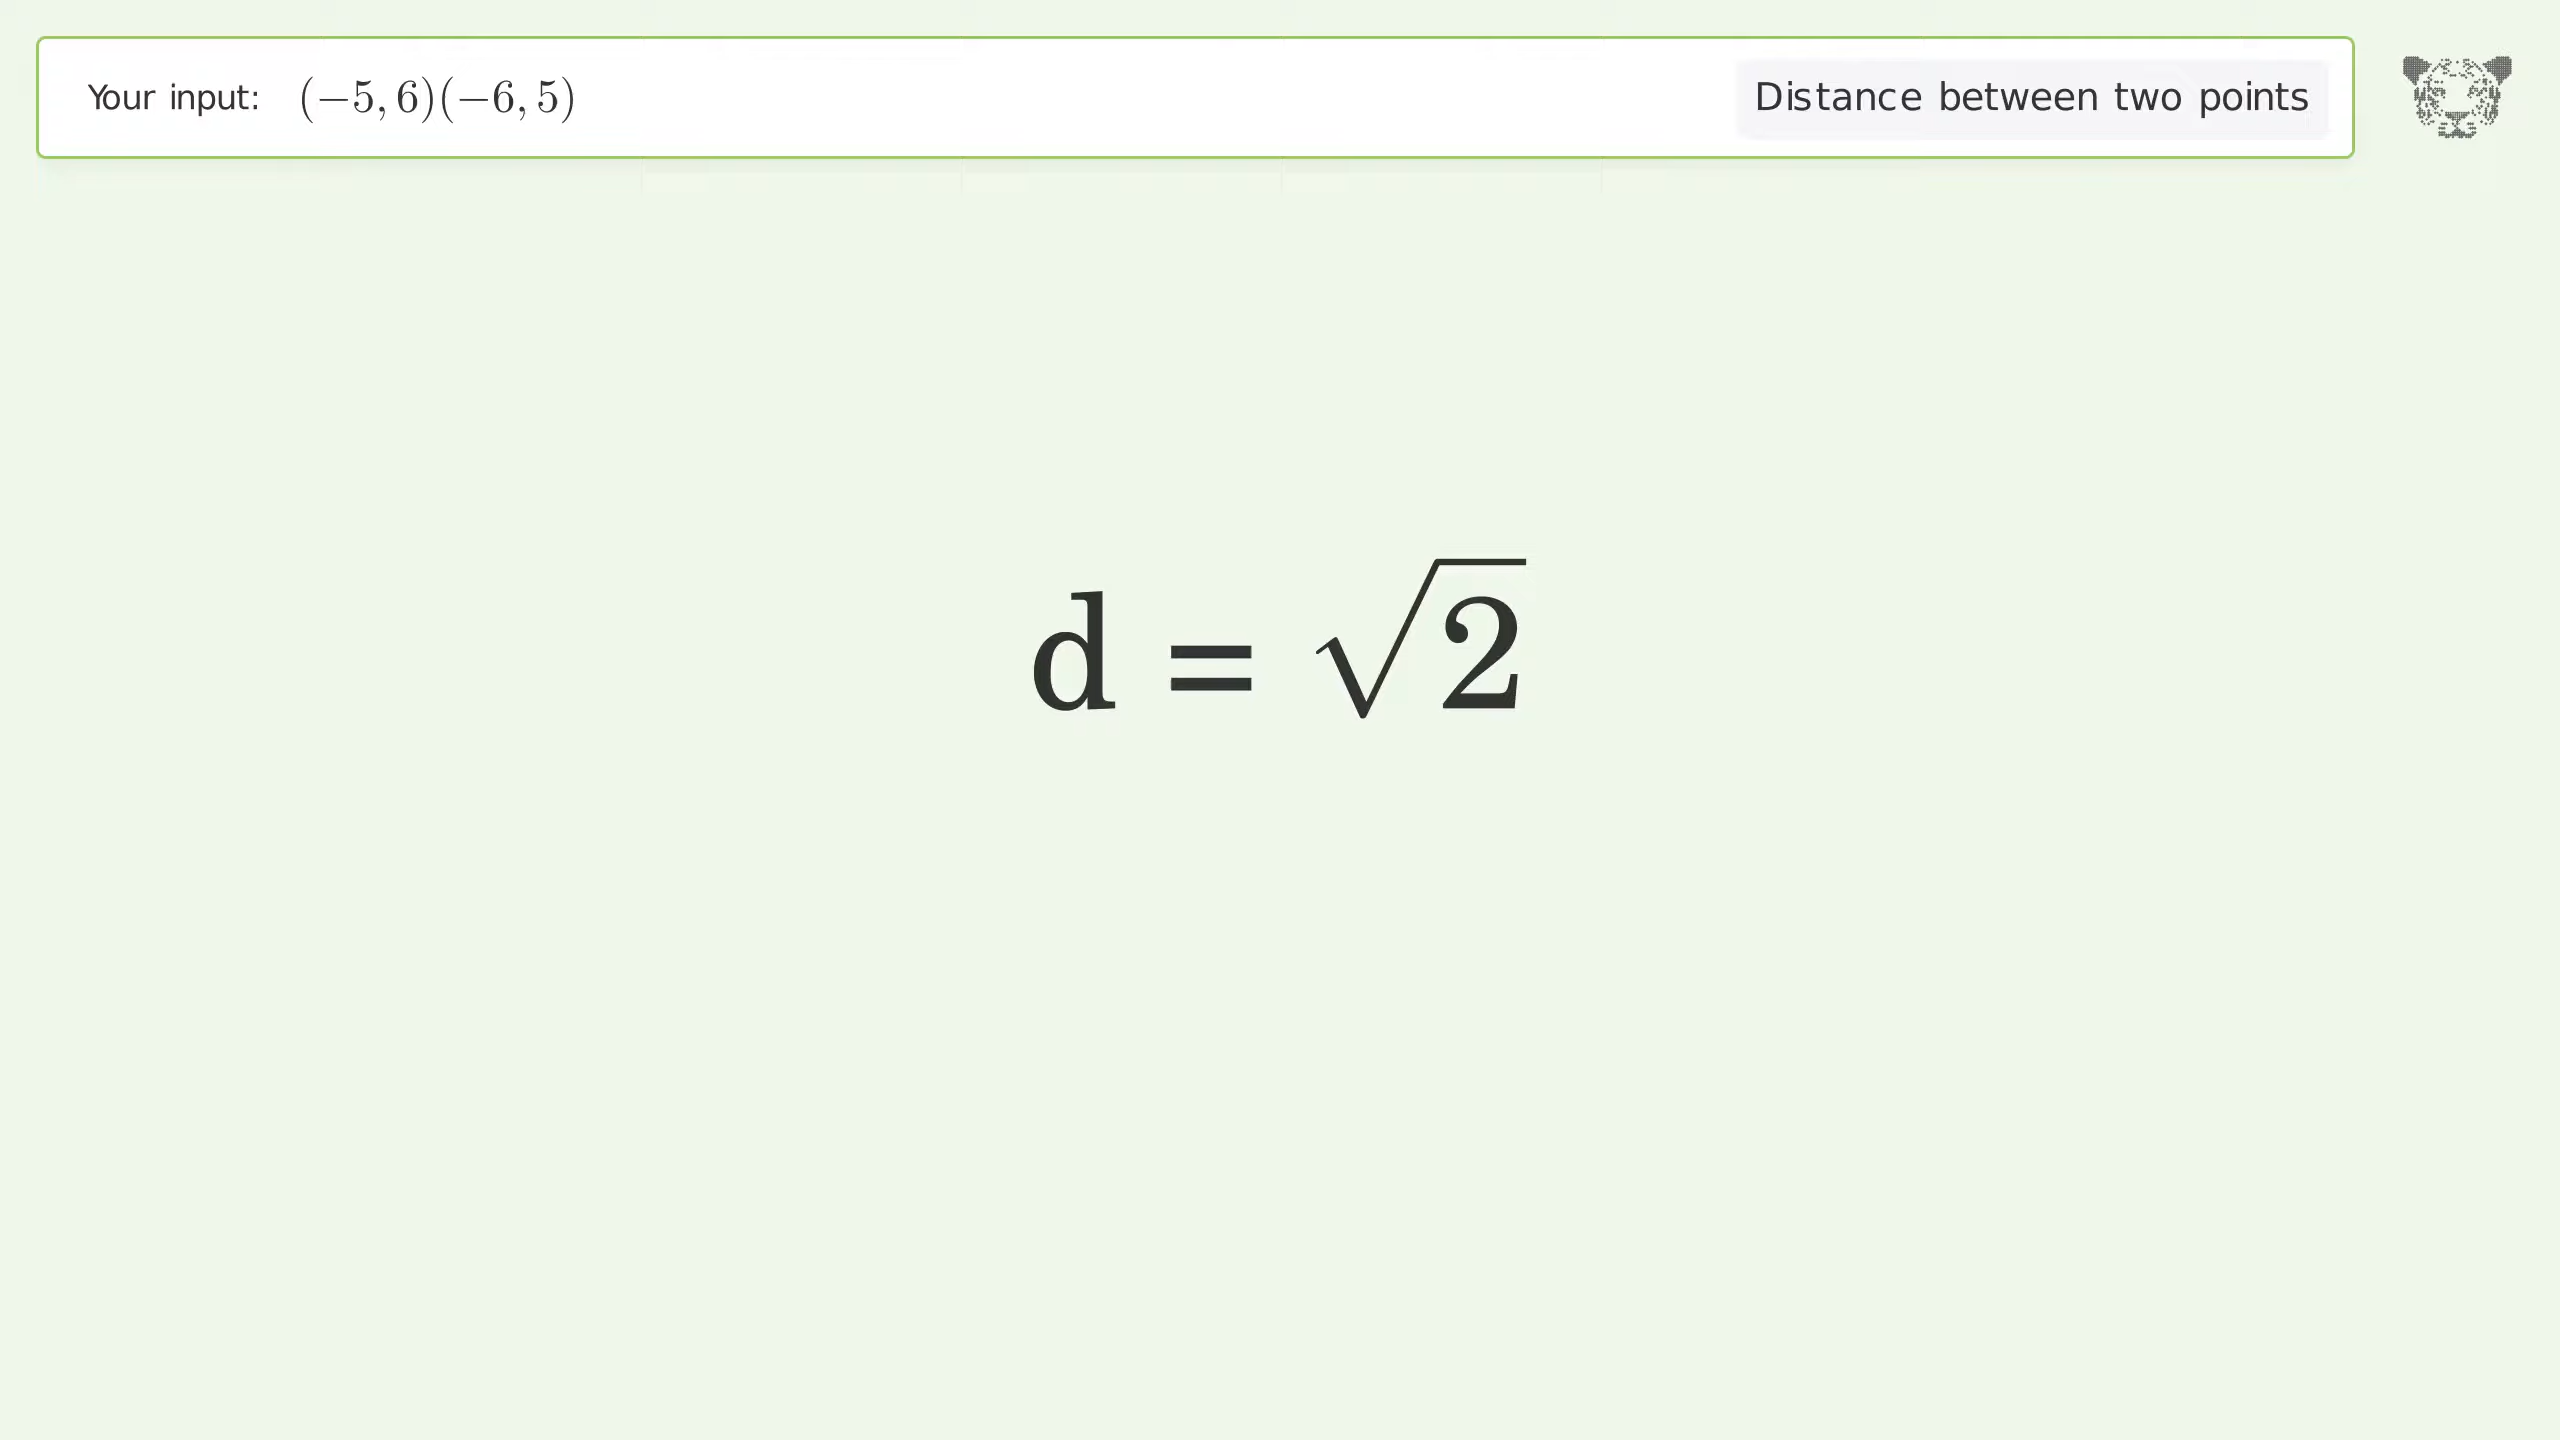 Your input: (−5, 6)(−6, 5)
Distance between two points
d = √2